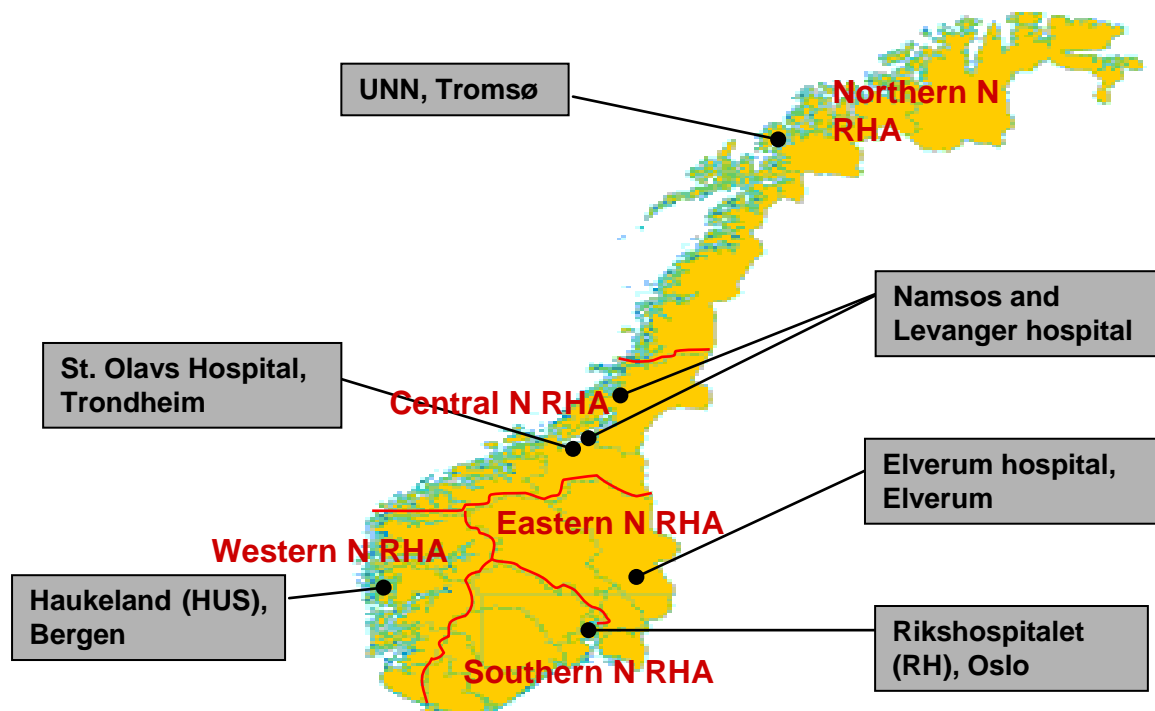 UNN, Tromsø
Northern N
RHA
Namsos and
Levanger hospital
St. Olavs Hospital,
Trondheim
Central N RHA
Elverum hospital,
Elverum
Eastern N RHA
Western N RHA
Haukeland (HUS),
Bergen
Rikshospitalet
(RH), Oslo
Southern N RHA